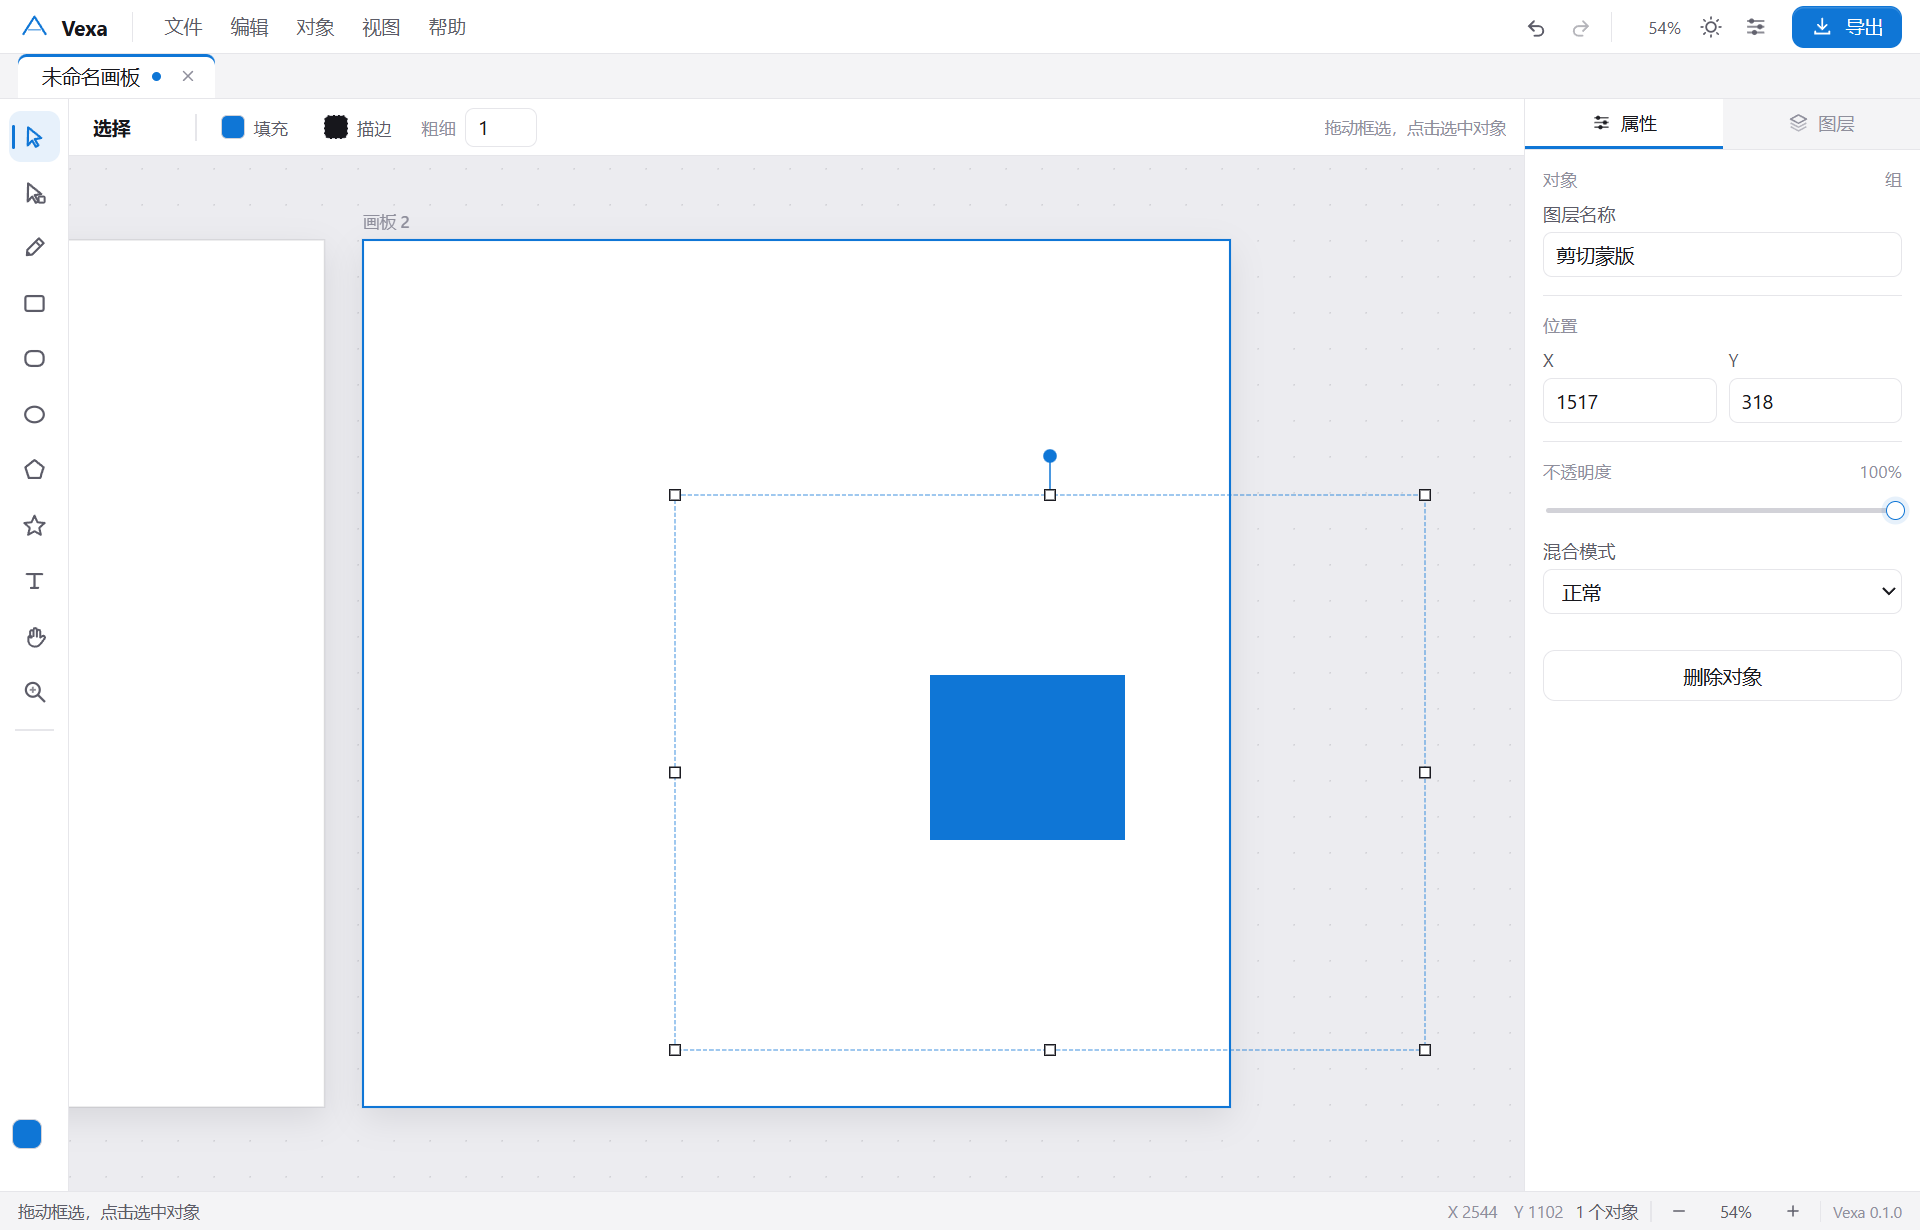 Vexa
文件
编辑
对象
视图
帮助
54%
导出
未命名画板
选择
填充
描边
粗细
1
拖动框选，点击选中对象
属性
图层
画板 2
对象
组
图层名称
剪切蒙版
位置
X
Y
1517
318
不透明度
100%
混合模式
正常
删除对象
拖动框选，点击选中对象
X 2544
Y 1102
1 个对象
54%
Vexa 0.1.0